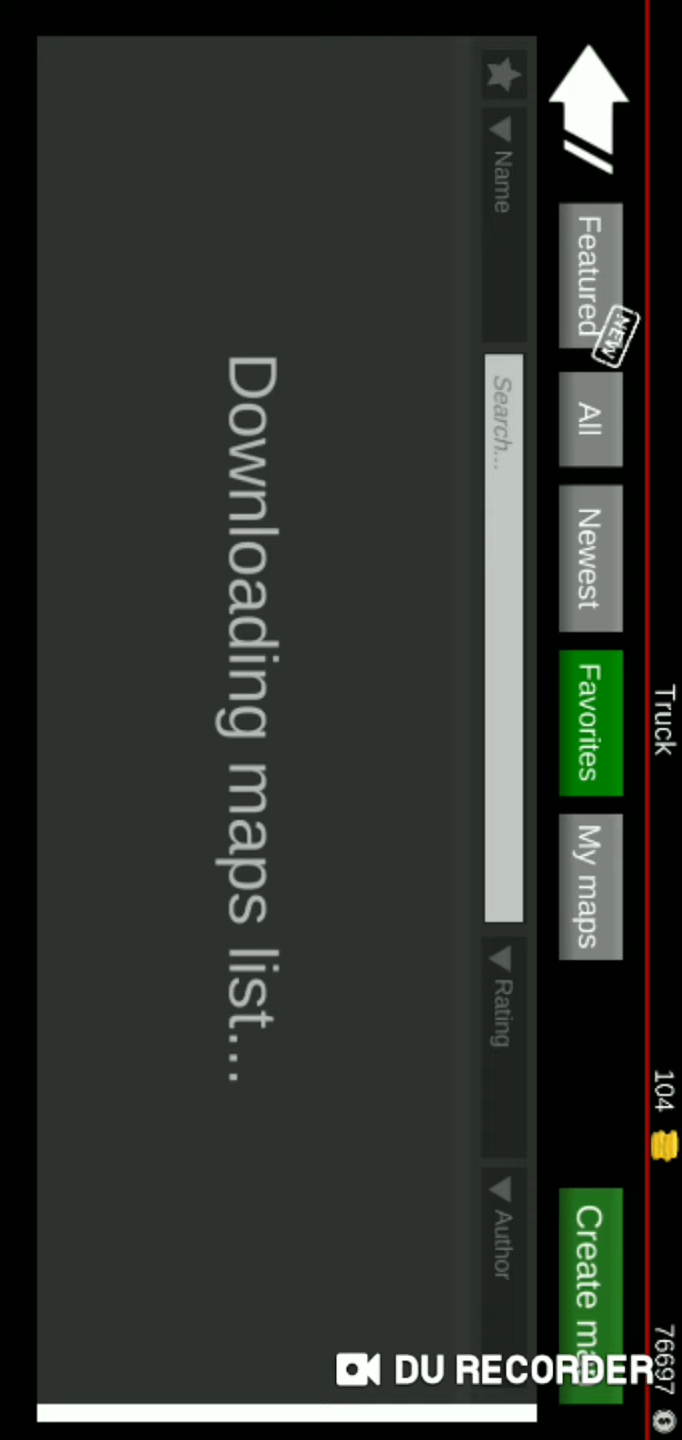 Truck
104
76697
Featured
NEW
All
Newest
Favorites
My maps
Create map
Name
Search...
Rating
Author
Downloading maps list...
DU RECORDER